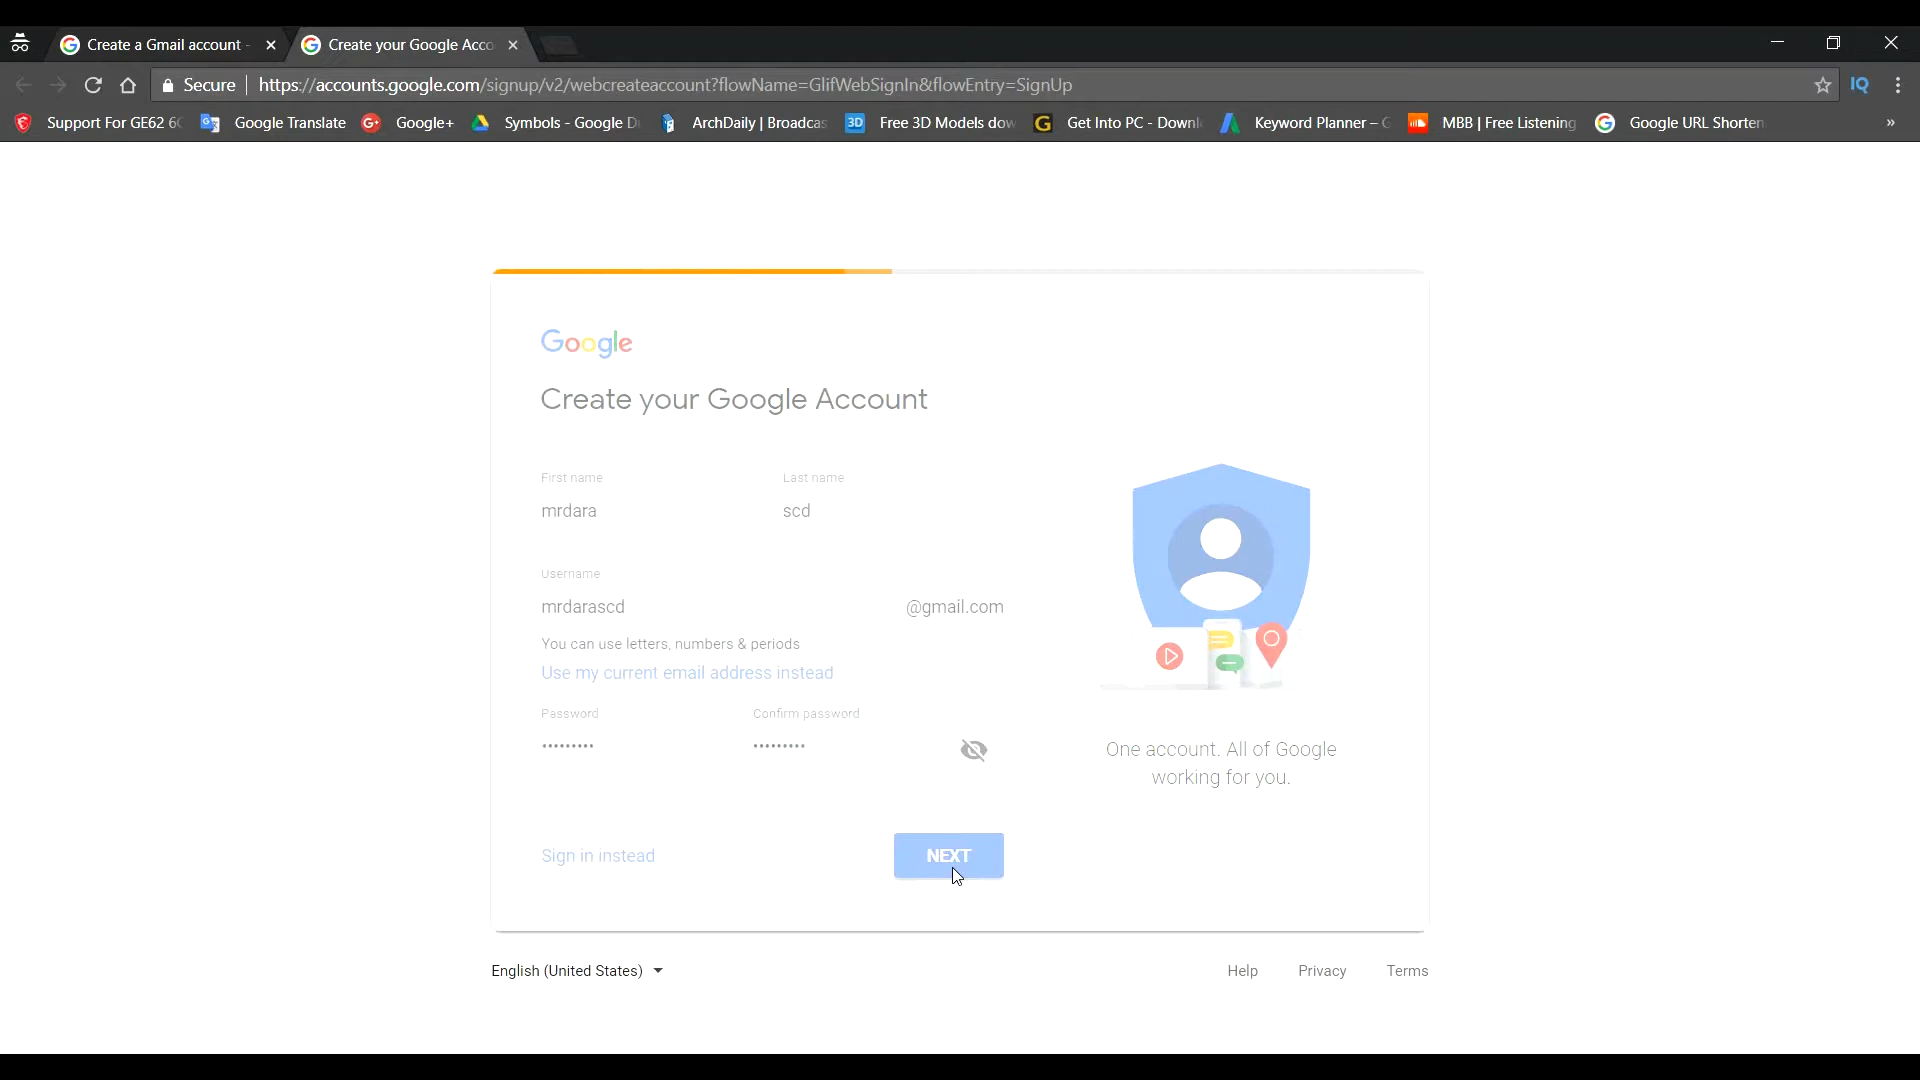 Create a Gmail account -
Create your Google Acco
Secure
https://accounts.google.com/signup/v2/webcreateaccount?flowName=GlifWebSignIn&flowEntry=SignUp
IQ
Support For GE62 6
Google Translate
G+
Google+
Symbols - Google D
ArchDaily | Broadcas
3D
Free 3D Models dow
G
Get Into PC - Downl
Keyword Planner – G
MBB | Free Listening
Google URL Shorten
»
Google
Create your Google Account
First name
Last name
mrdara
scd
Username
mrdarascd
@gmail.com
You can use letters, numbers & periods
Use my current email address instead
Password
Confirm password
•••••••••
•••••••••
One account. All of Google
working for you.
Sign in instead
NEXT
English (United States)
Help
Privacy
Terms